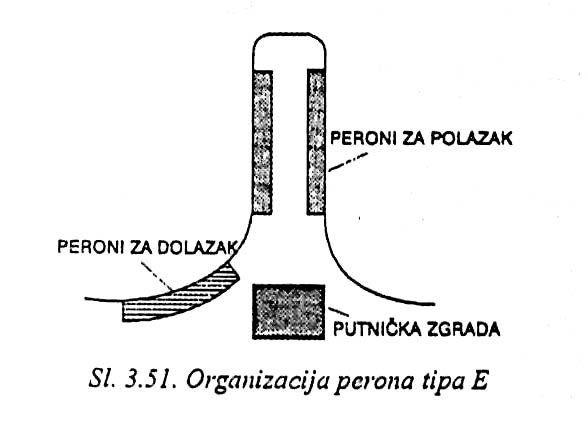 PERONI ZA POLAZAK
PERONI ZA DOLAZAK
PUTNIČKA ZGRADA
Sl. 3.51. Organizacija perona tipa E